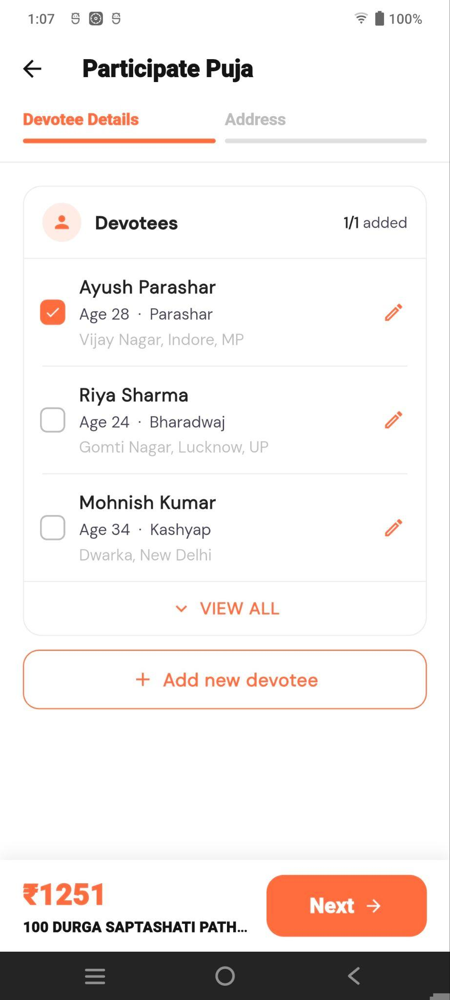 1:07
100%
Participate Puja
Devotee Details
Address
Devotees
1/1 added
Ayush Parashar
Age 28 · Parashar
Vijay Nagar, Indore, MP
Riya Sharma
Age 24 · Bharadwaj
Gomti Nagar, Lucknow, UP
Mohnish Kumar
Age 34 · Kashyap
Dwarka, New Delhi
VIEW ALL
+ Add new devotee
₹1251
100 DURGA SAPTASHATI PATH...
Next →